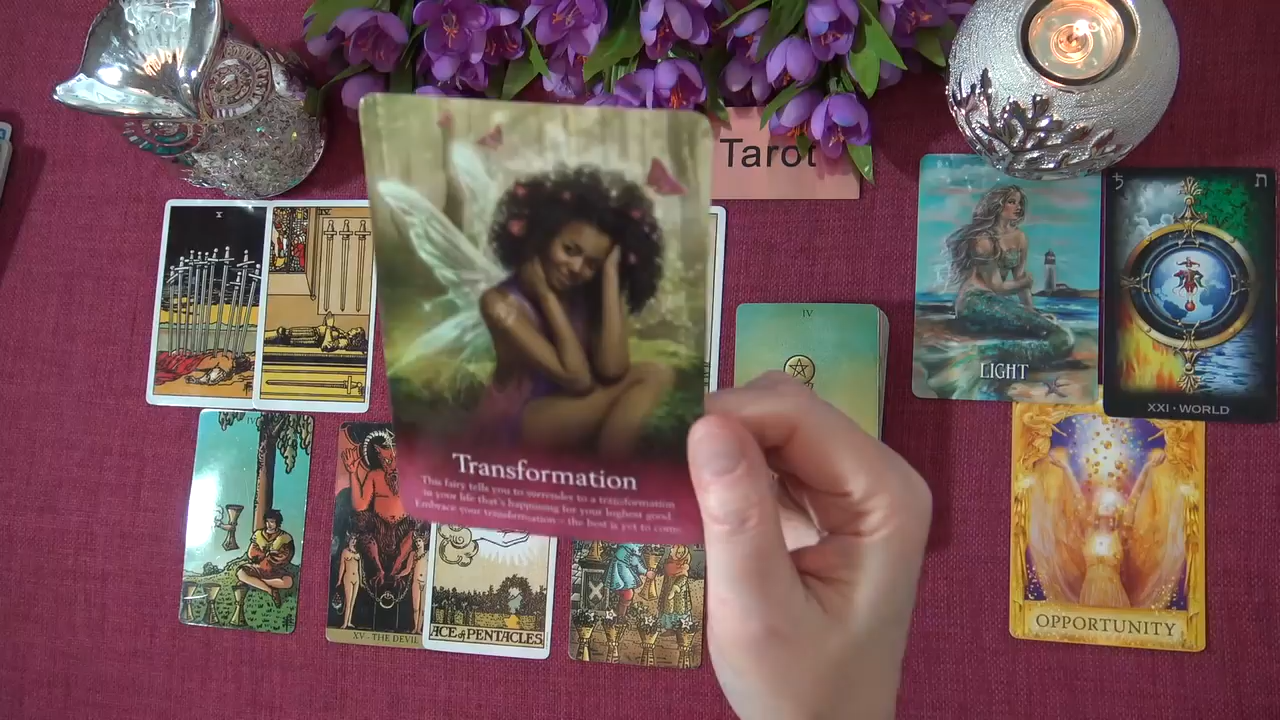 Tarot
X
IV
LIGHT
ת
XXI • WORLD
Transformation
This fairy tells you to surrender to a transformation
in your life that's happening for your highest good.
Embrace your transformation – the best is yet to come.
XV • THE DEVIL
ACE of PENTACLES.
OPPORTUNITY